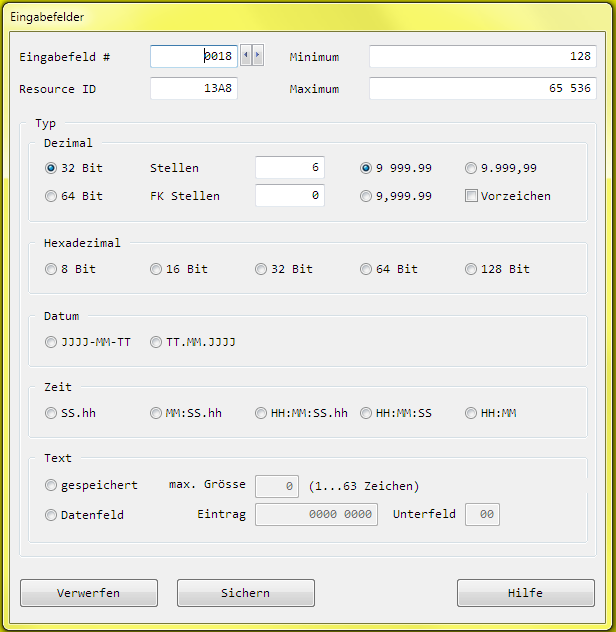 Eingabefelder
Eingabefeld # 0018 Minimum 128
Resource ID 13A8 Maximum 65 536
Typ
Dezimal
32 Bit Stellen 6 9 999.99 9.999,99
64 Bit FK Stellen 0 9,999.99 Vorzeichen
Hexadezimal
8 Bit 16 Bit 32 Bit 64 Bit 128 Bit
Datum
JJJJ-MM-TT TT.MM.JJJJ
Zeit
SS.hh MM:SS.hh HH:MM:SS.hh HH:MM:SS HH:MM
Text
gespeichert max. Grösse 0 (1...63 Zeichen)
Datenfeld Eintrag 0000 0000 Unterfeld 00
Verwerfen Sichern Hilfe